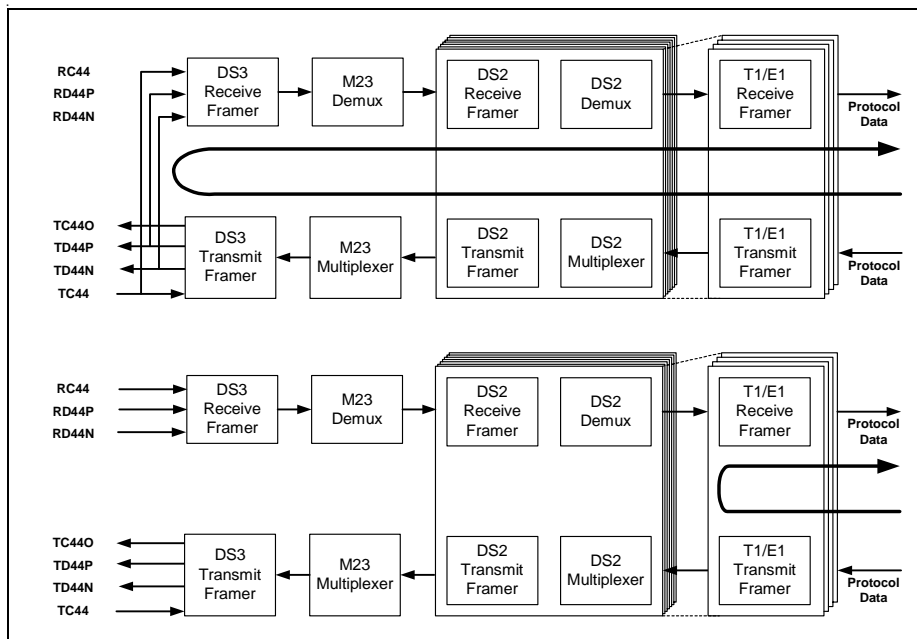 RC44
RD44P
RD44N
DS3
Receive
Framer
M23
Demux
DS2
Receive
Framer
DS2
Demux
T1/E1
Receive
Framer
Protocol
Data
TC44O
TD44P
TD44N
TC44
DS3
Transmit
Framer
M23
Multiplexer
DS2
Transmit
Framer
DS2
Multiplexer
T1/E1
Transmit
Framer
Protocol
Data
RC44
RD44P
RD44N
DS3
Receive
Framer
M23
Demux
DS2
Receive
Framer
DS2
Demux
T1/E1
Receive
Framer
Protocol
Data
TC44O
TD44P
TD44N
TC44
DS3
Transmit
Framer
M23
Multiplexer
DS2
Transmit
Framer
DS2
Multiplexer
T1/E1
Transmit
Framer
Protocol
Data